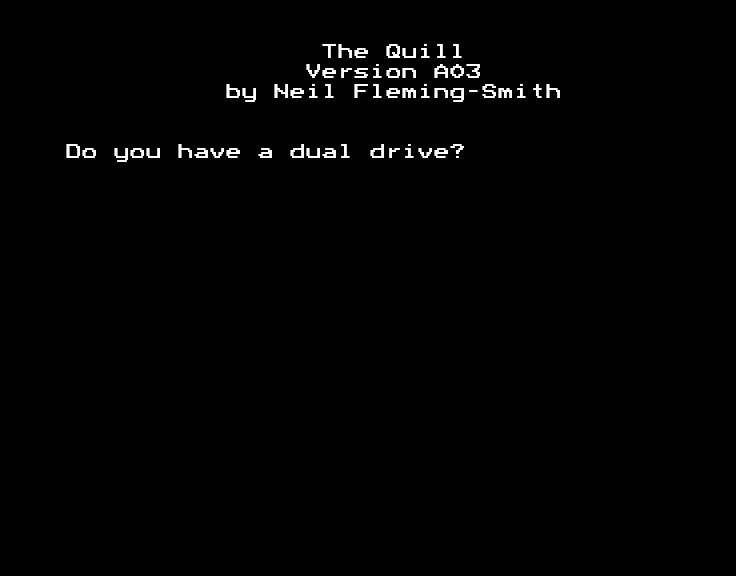 The Quill
Version A03
by Neil Fleming-Smith
Do you have a dual drive?